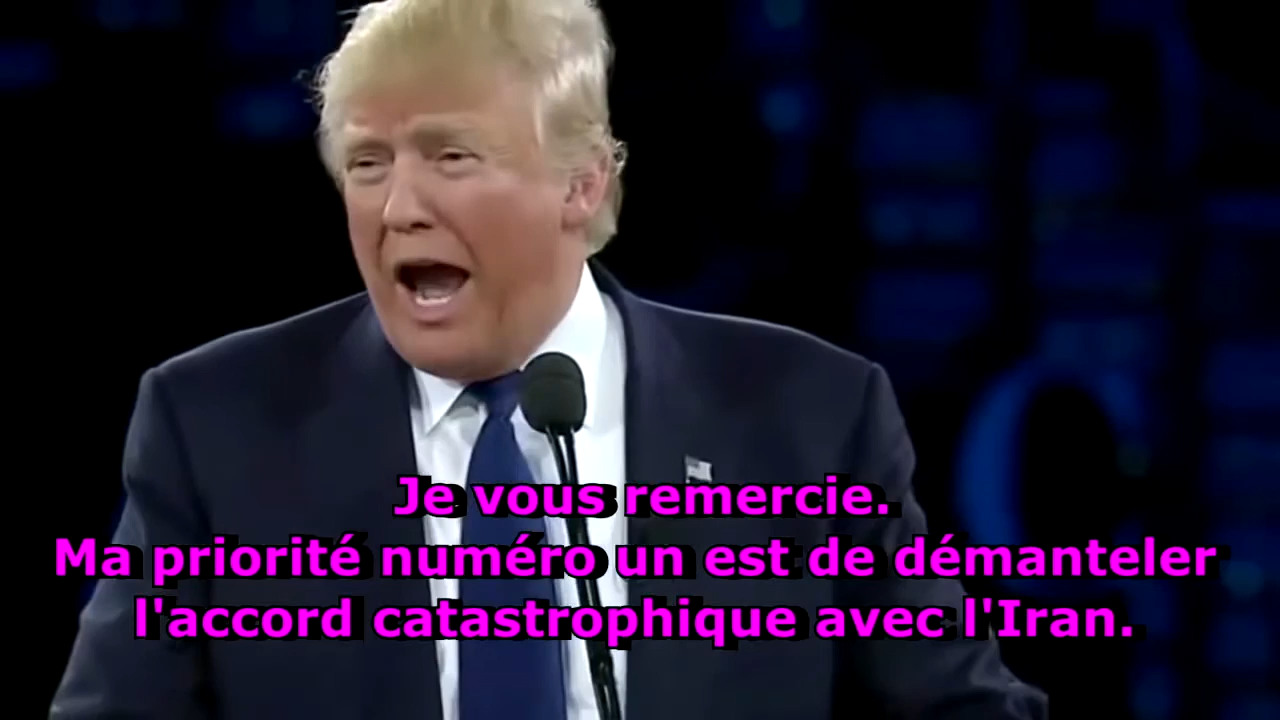 Je vous remercie.
Ma priorité numéro un est de démanteler
l'accord catastrophique avec l'Iran.